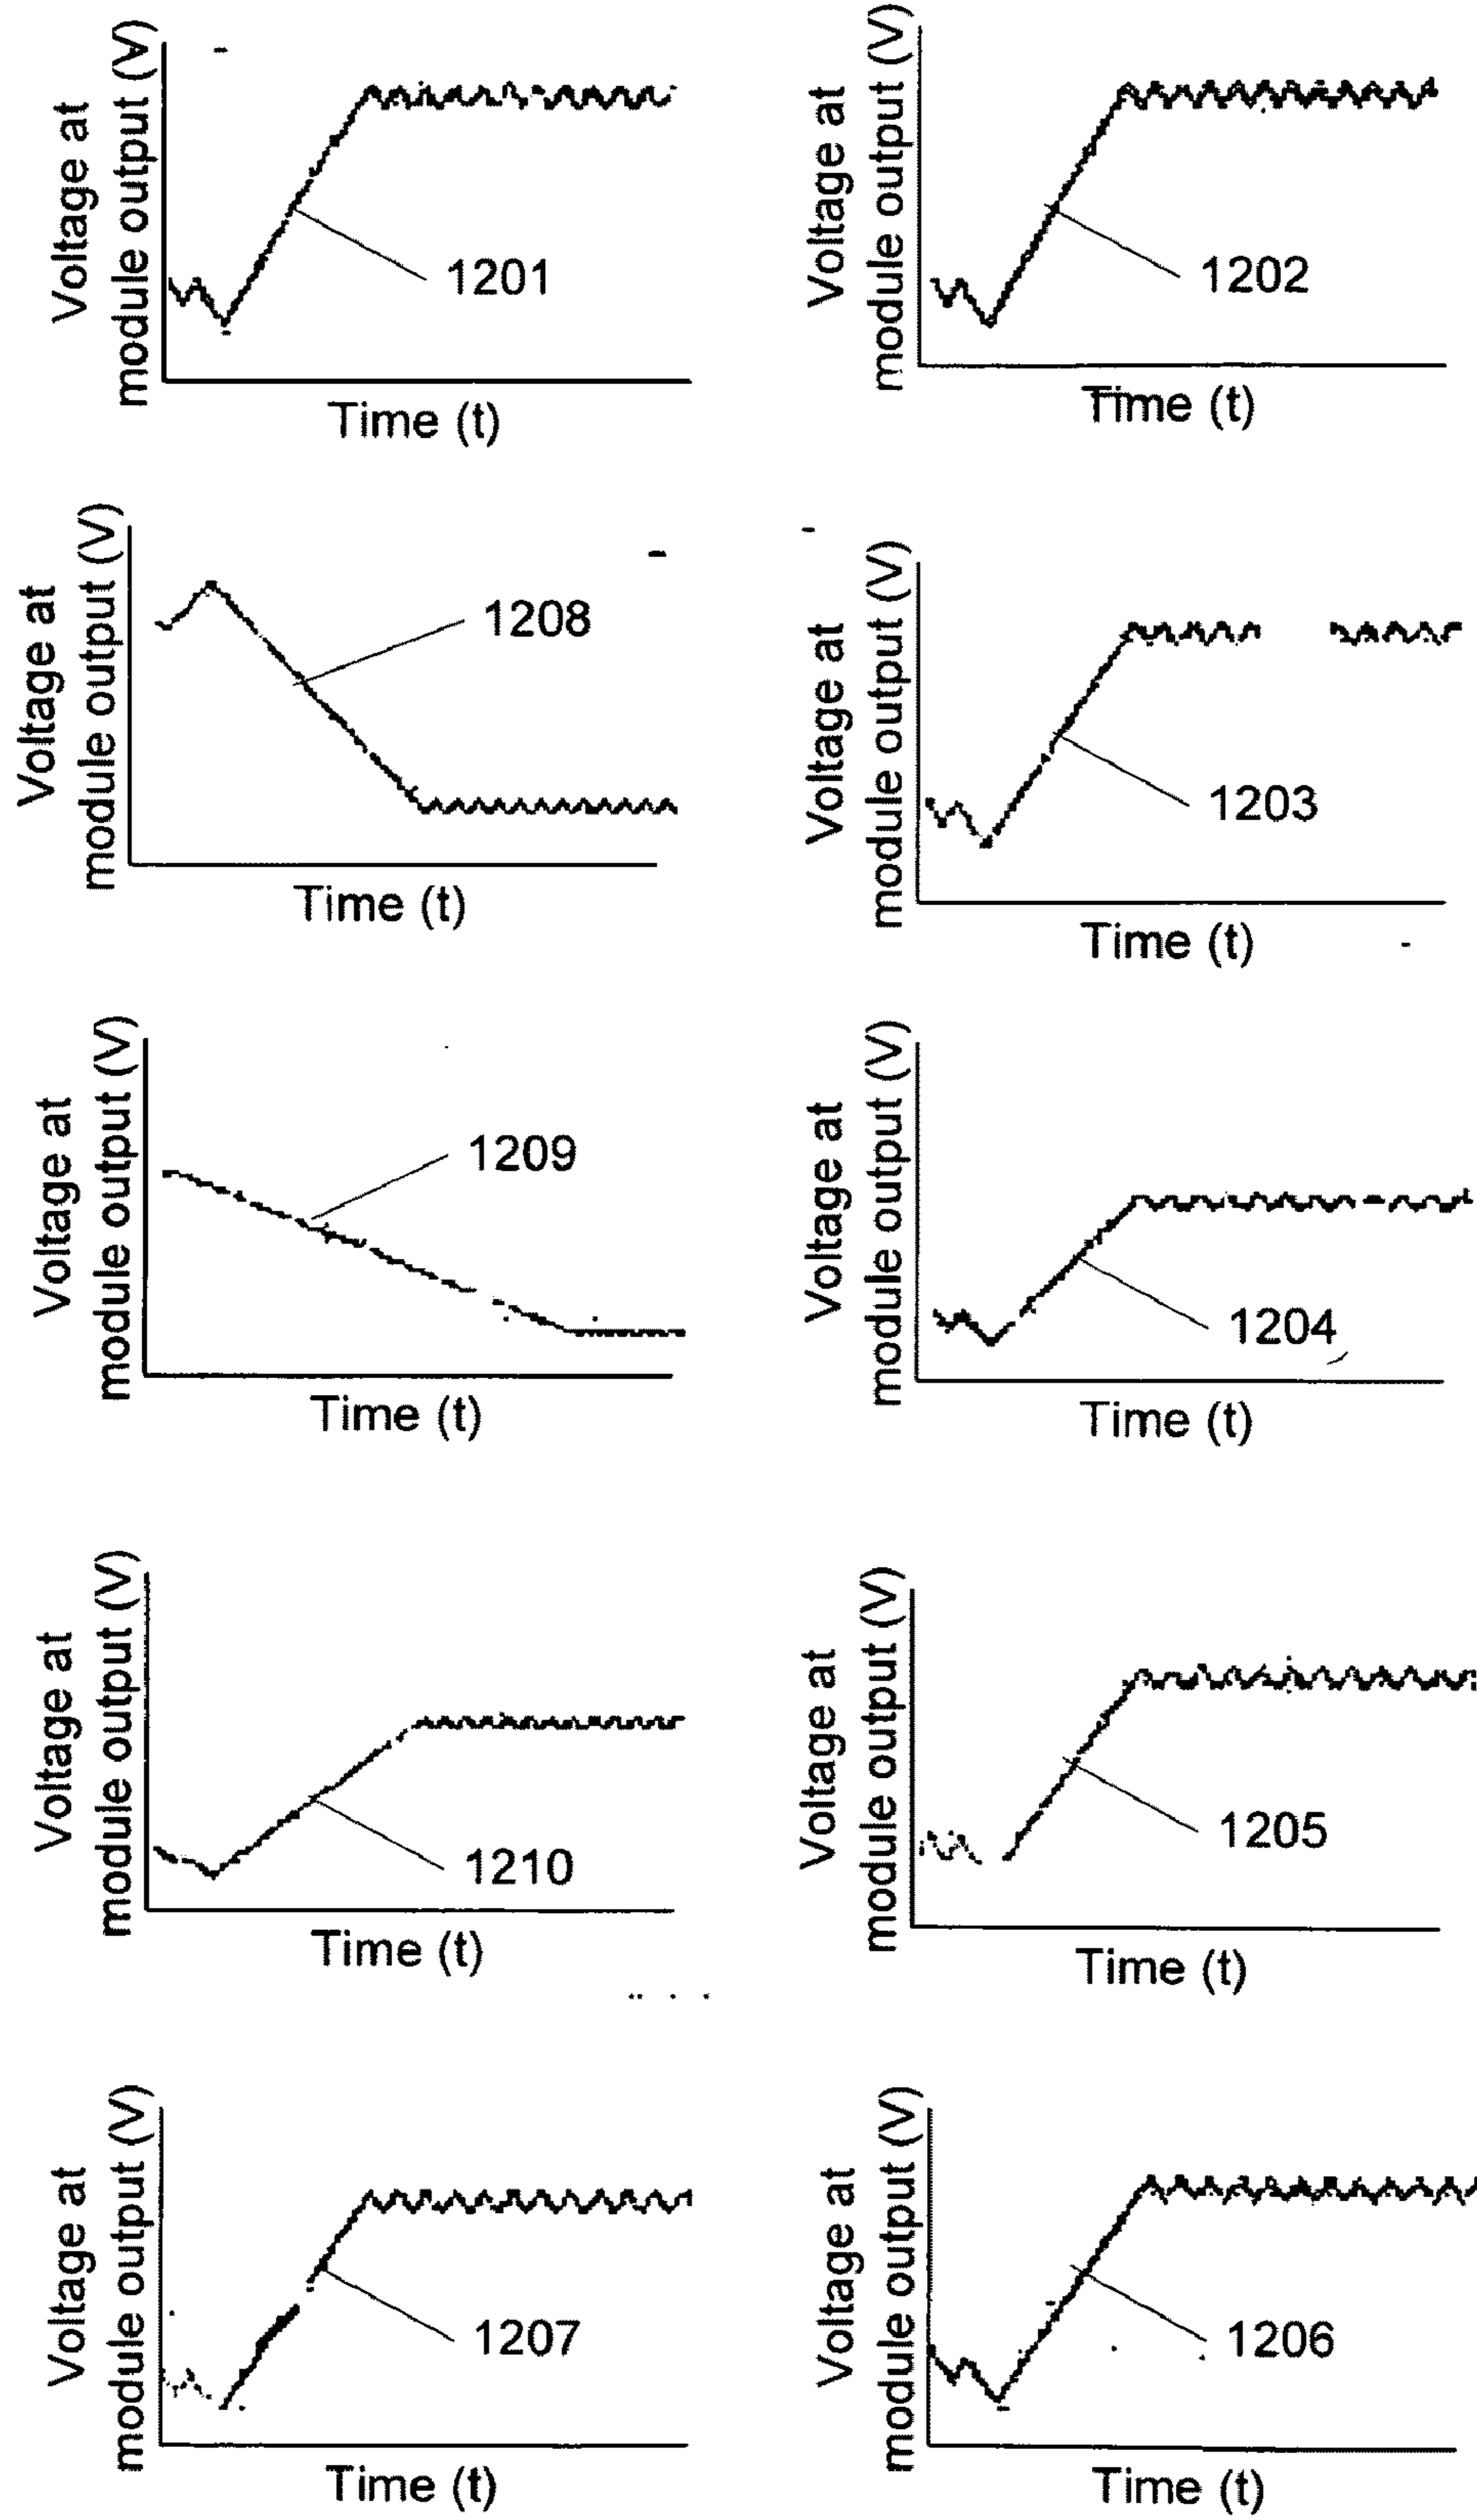 Voltage at
module output (V)
1201
Time (t)
Voltage at
module output (V)
1202
Time (t)
Voltage at
module output (V)
1208
Time (t)
Voltage at
module output (V)
1203
Time (t)
Voltage at
module output (V)
1209
Time (t)
Voltage at
module output (V)
1204
Time (t)
Voltage at
module output (V)
1210
Time (t)
Voltage at
module output (V)
1205
Time (t)
Voltage at
module output (V)
1207
Time (t)
Voltage at
module output (V)
1206
Time (t)